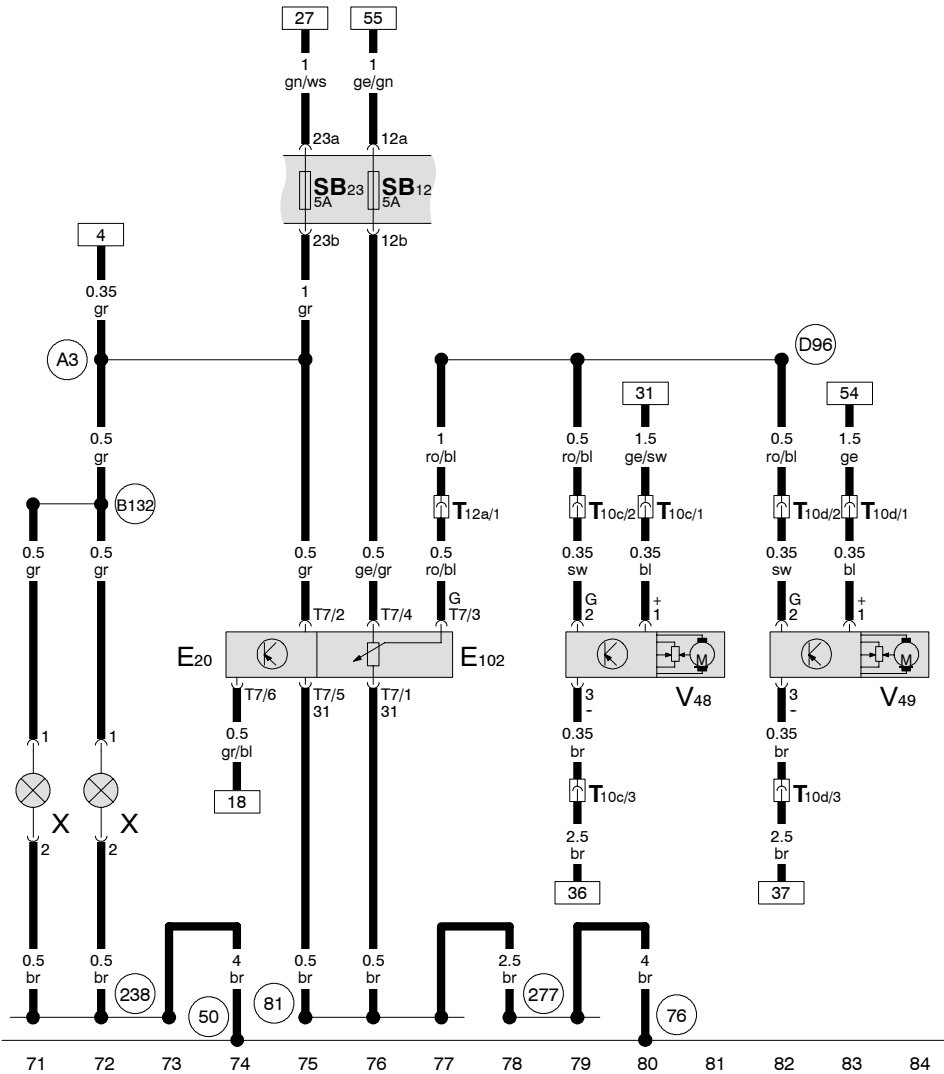 27 55
1 1
gn/ws ge/gn
23a 12a
SB23 SB12
5A 5A
23b 12b
4
0.35 1
gr gr
A3 D96
31 54
0.5 1 0.5 1.5 0.5 1.5
gr ro/bl ro/bl ge/sw ro/bl ge
B132 T12a/1 T10c/2 T10c/1 T10d/2 T10d/1
0.5 0.5 0.5 0.5 0.5 0.35 0.35 0.35 0.35
gr gr gr ge/gr ro/bl sw bl sw bl
G G + G +
T7/2 T7/4 T7/3 2 1 2 1
E20 E102 M M
T7/6 T7/5 T7/1 3 V48 3 V49
31 31 - -
0.5 0.35 0.35
gr/bl br br
1 1
18 T10c/3 T10d/3
X X
2 2
2.5 2.5
br br
36 37
0.5 0.5 4 0.5 0.5 2.5 4
br br br br br br br
238 50 81 277 76
71 72 73 74 75 76 77 78 79 80 81 82 83 84